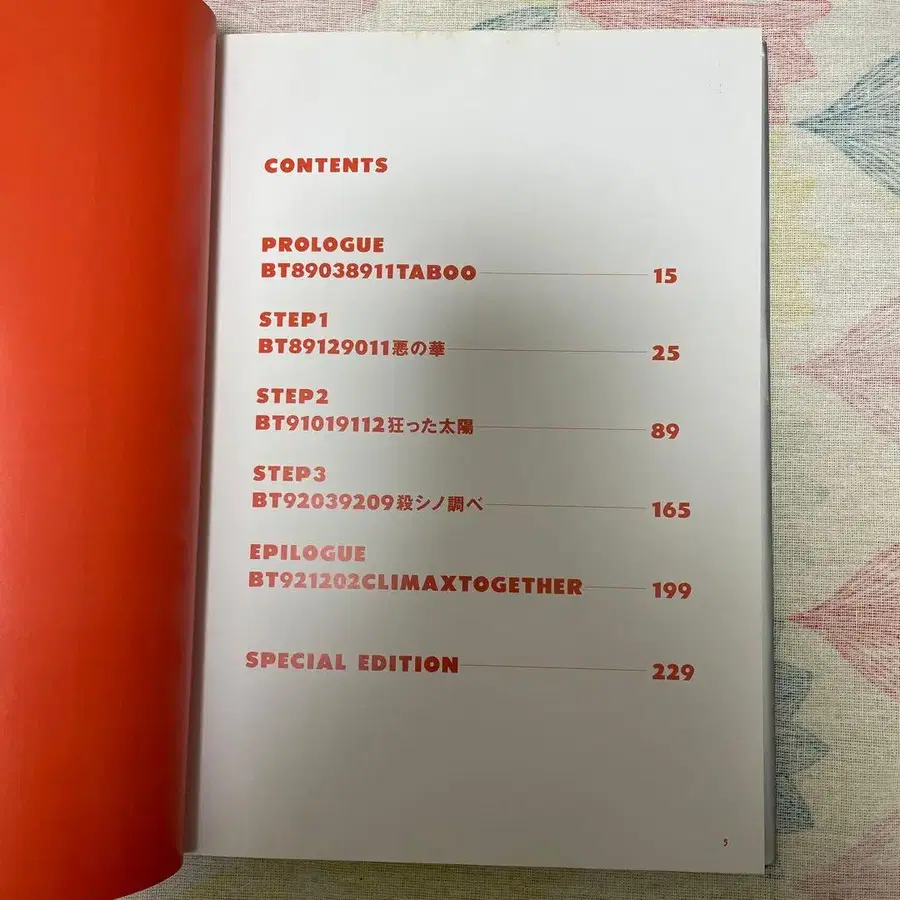 CONTENTS
PROLOGUE
BT89038911TABOO 15
STEP1
BT89129011悪の華 25
STEP2
BT91019112狂った太陽 89
STEP3
BT92039209殺シノ調べ 165
EPILOGUE
BT921202CLIMAXTOGETHER 199
SPECIAL EDITION 229
5